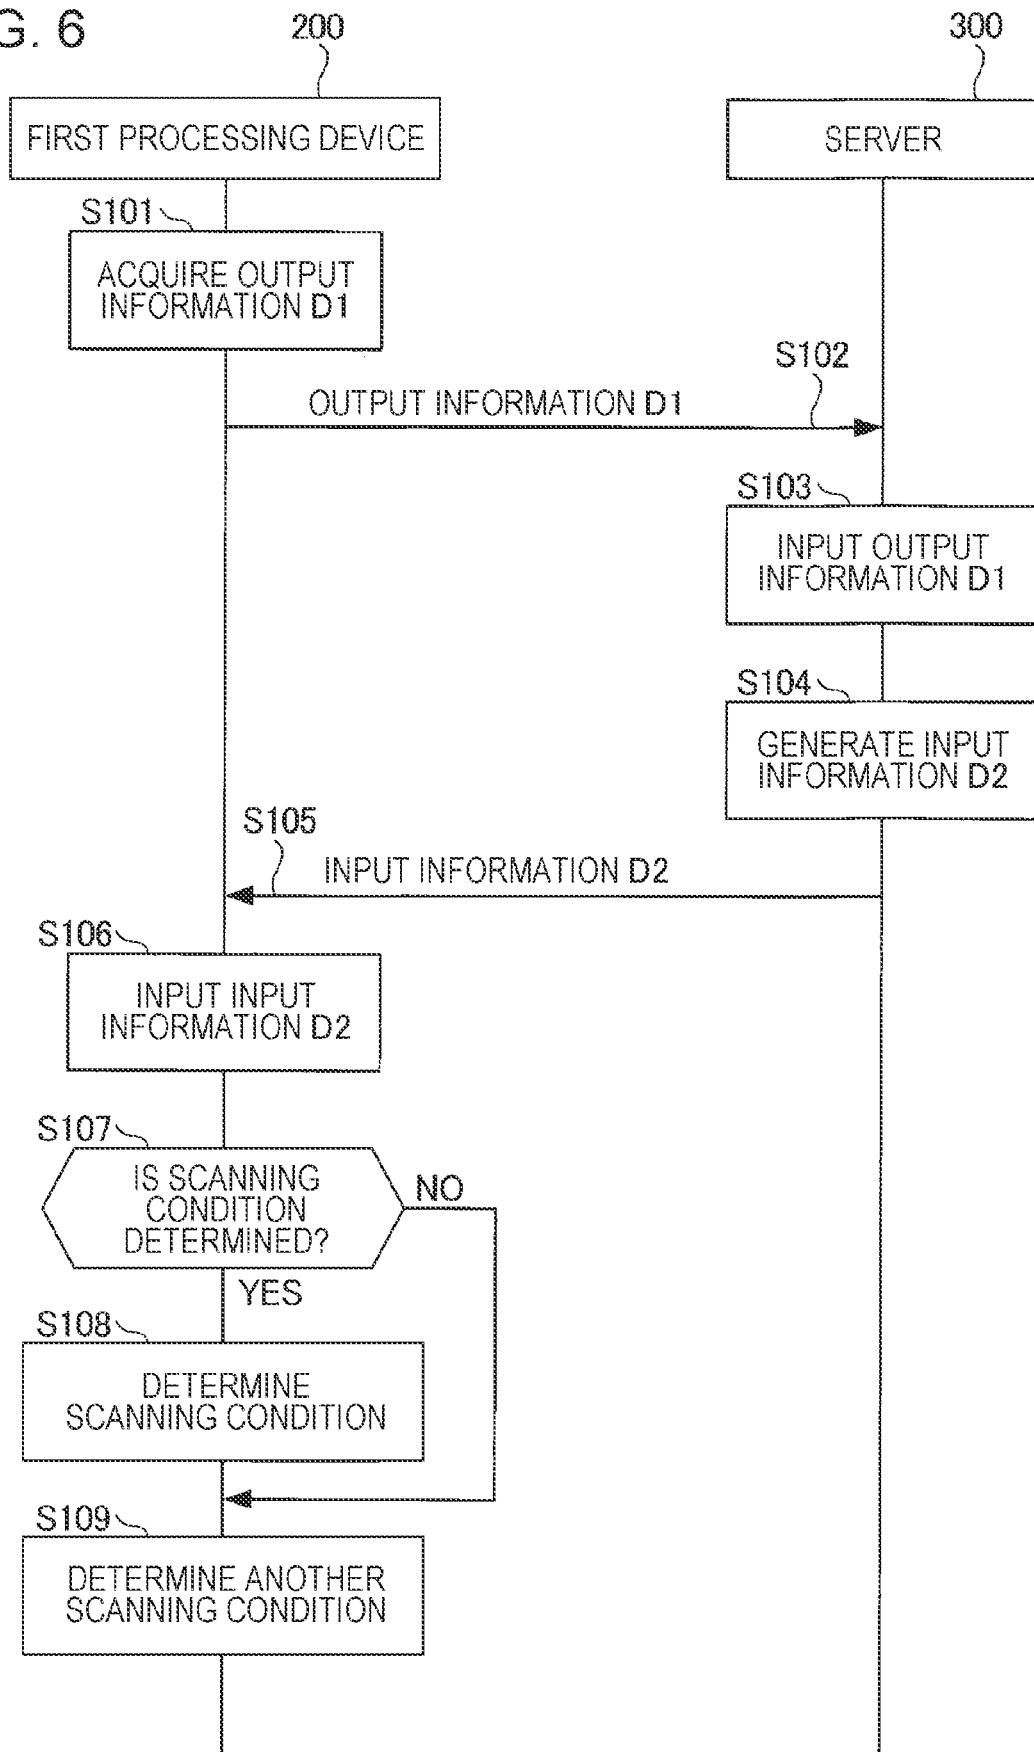 G. 6
200
300
FIRST PROCESSING DEVICE
SERVER
S101
ACQUIRE OUTPUT
INFORMATION D1
S102
OUTPUT INFORMATION D1
S103
INPUT OUTPUT
INFORMATION D1
S104
GENERATE INPUT
INFORMATION D2
S105
INPUT INFORMATION D2
S106
INPUT INPUT
INFORMATION D2
S107
IS SCANNING
CONDITION
DETERMINED?
NO
YES
S108
DETERMINE
SCANNING CONDITION
S109
DETERMINE ANOTHER
SCANNING CONDITION